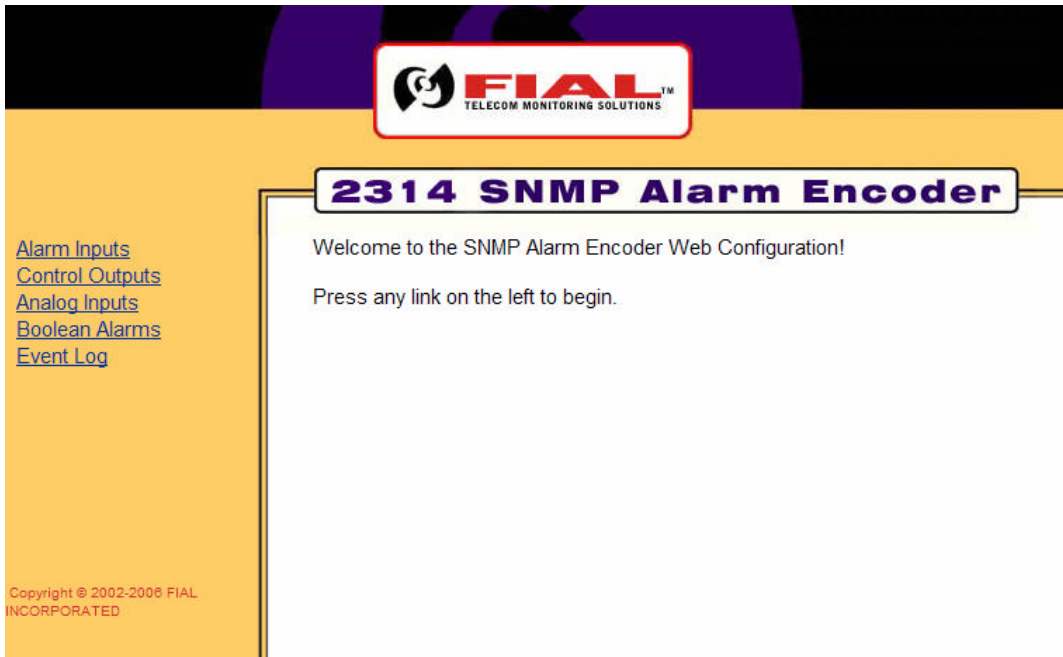 FIAL™
TELECOM MONITORING SOLUTIONS
2314 SNMP Alarm Encoder
Alarm Inputs
Control Outputs
Analog Inputs
Boolean Alarms
Event Log
Welcome to the SNMP Alarm Encoder Web Configuration!
Press any link on the left to begin.
Copyright © 2002-2006 FIAL
INCORPORATED